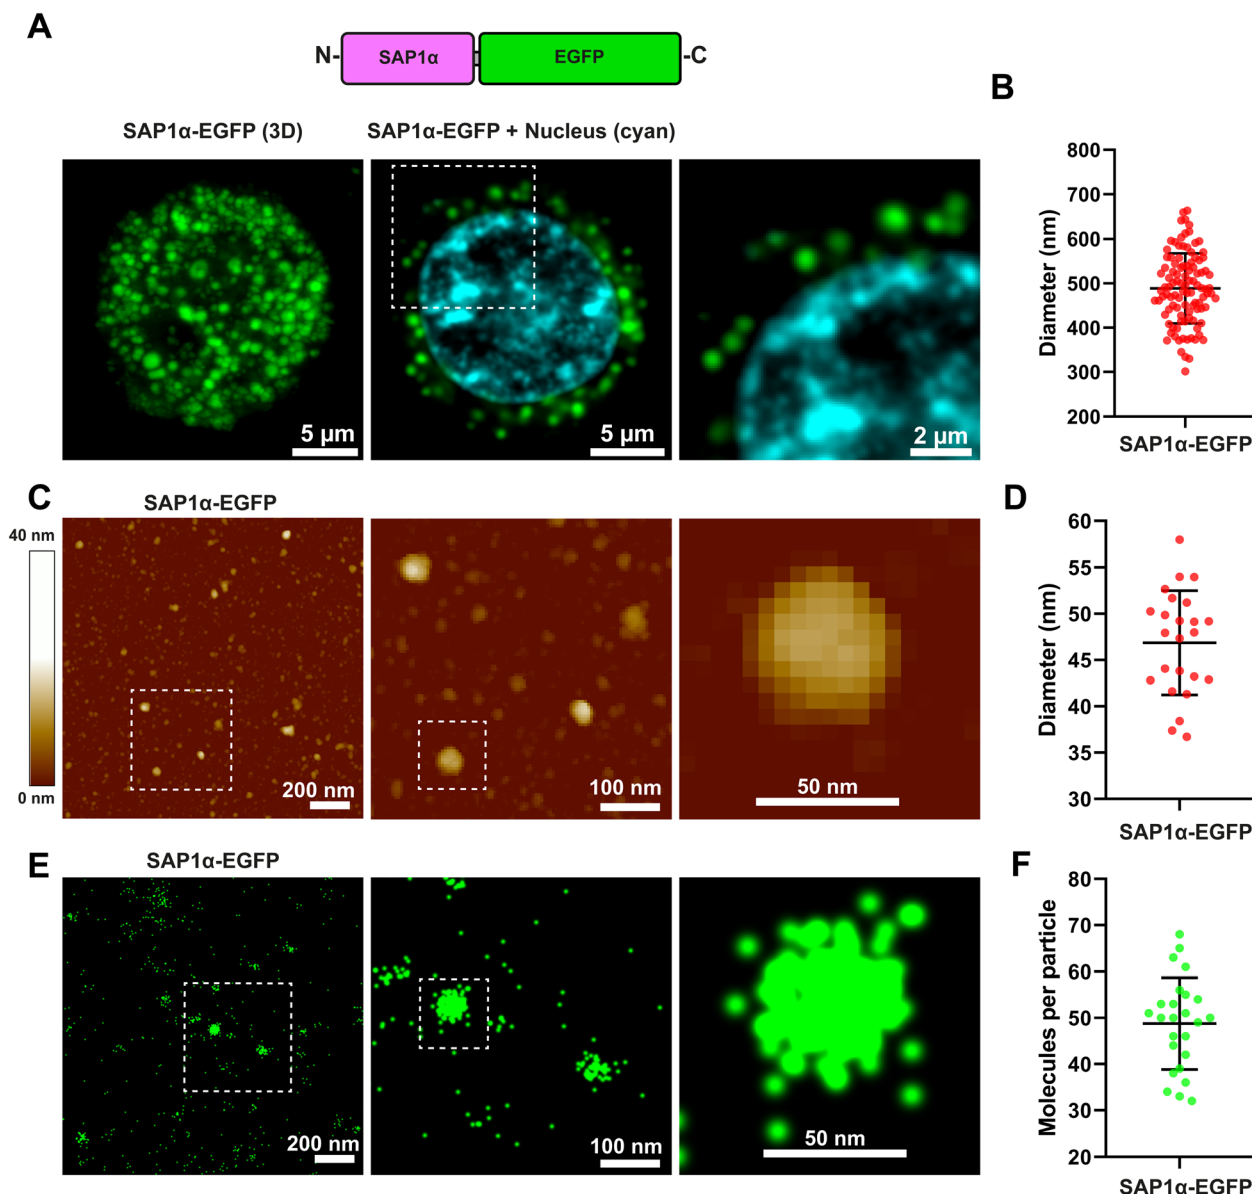 A
N-
SAP1α
EGFP
-C
SAP1α-EGFP (3D)
SAP1α-EGFP + Nucleus (cyan)
5 µm
5 µm
2 µm
B
Diameter (nm)
800
700
600
500
400
300
200
SAP1α-EGFP
C
SAP1α-EGFP
40 nm
0 nm
200 nm
100 nm
50 nm
D
Diameter (nm)
60
55
50
45
40
35
30
SAP1α-EGFP
E
SAP1α-EGFP
200 nm
100 nm
50 nm
F
Molecules per particle
80
70
60
50
40
30
20
SAP1α-EGFP